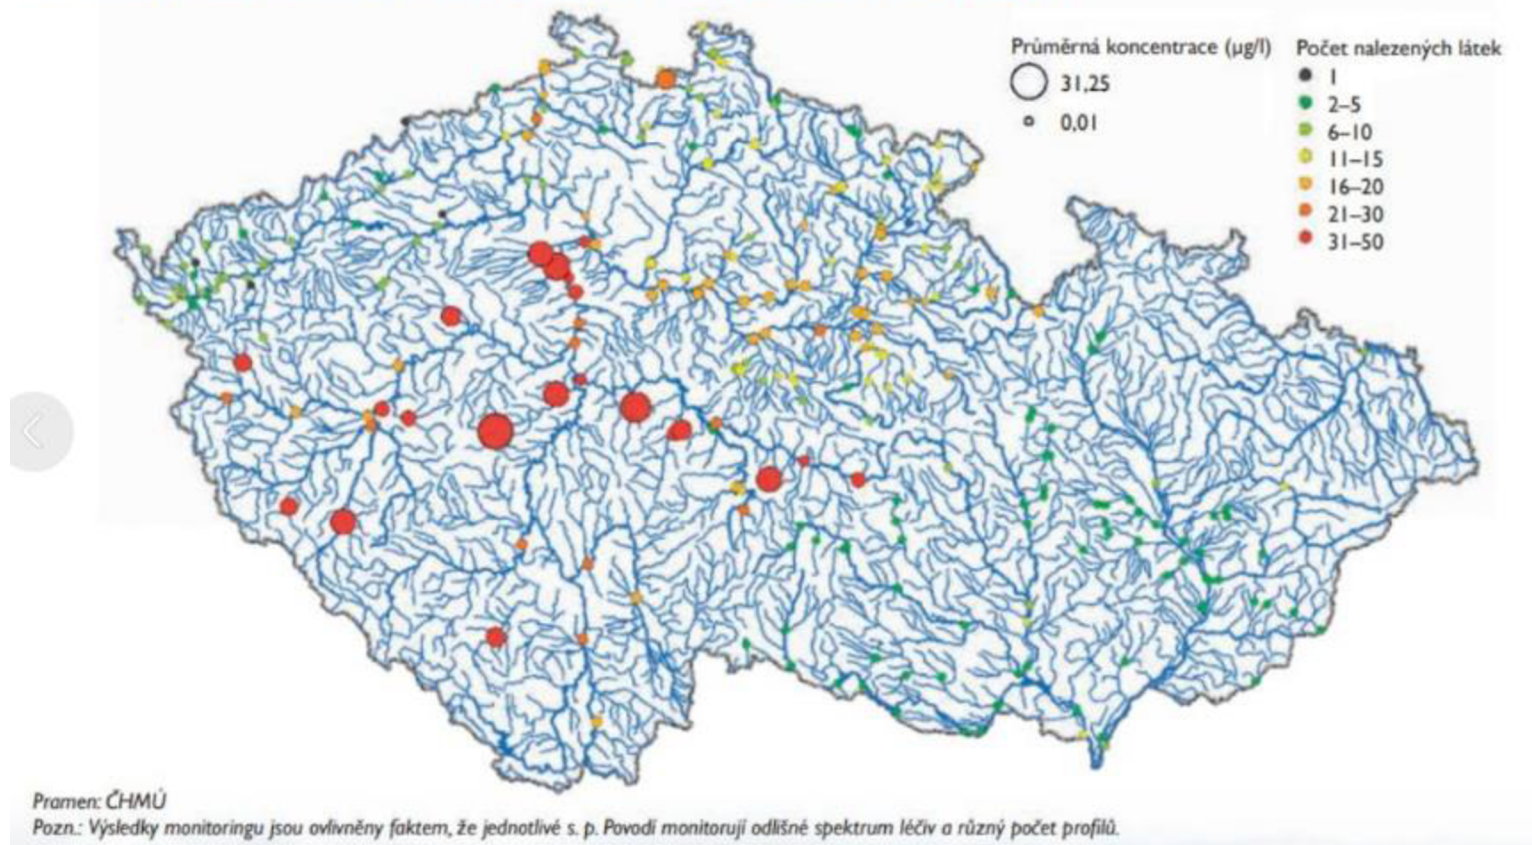 Průměrná koncentrace (µg/l)
31,25
0,01
Počet nalezených látek
1
2–5
6–10
11–15
16–20
21–30
31–50
Pramen: ČHMÚ
Pozn.: Výsledky monitoringu jsou ovlivněny faktem, že jednotlivé s. p. Povodí monitorují odlišné spektrum léčiv a různý počet profilů.